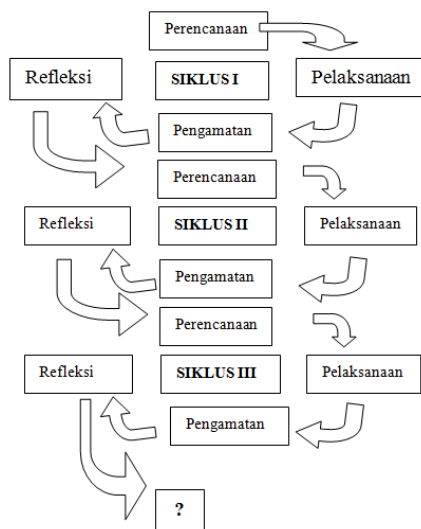 Perencanaan
Refleksi
SIKLUS I
Pelaksanaan
Pengamatan
Perencanaan
Refleksi
SIKLUS II
Pelaksanaan
Pengamatan
Perencanaan
Refleksi
SIKLUS III
Pelaksanaan
Pengamatan
?